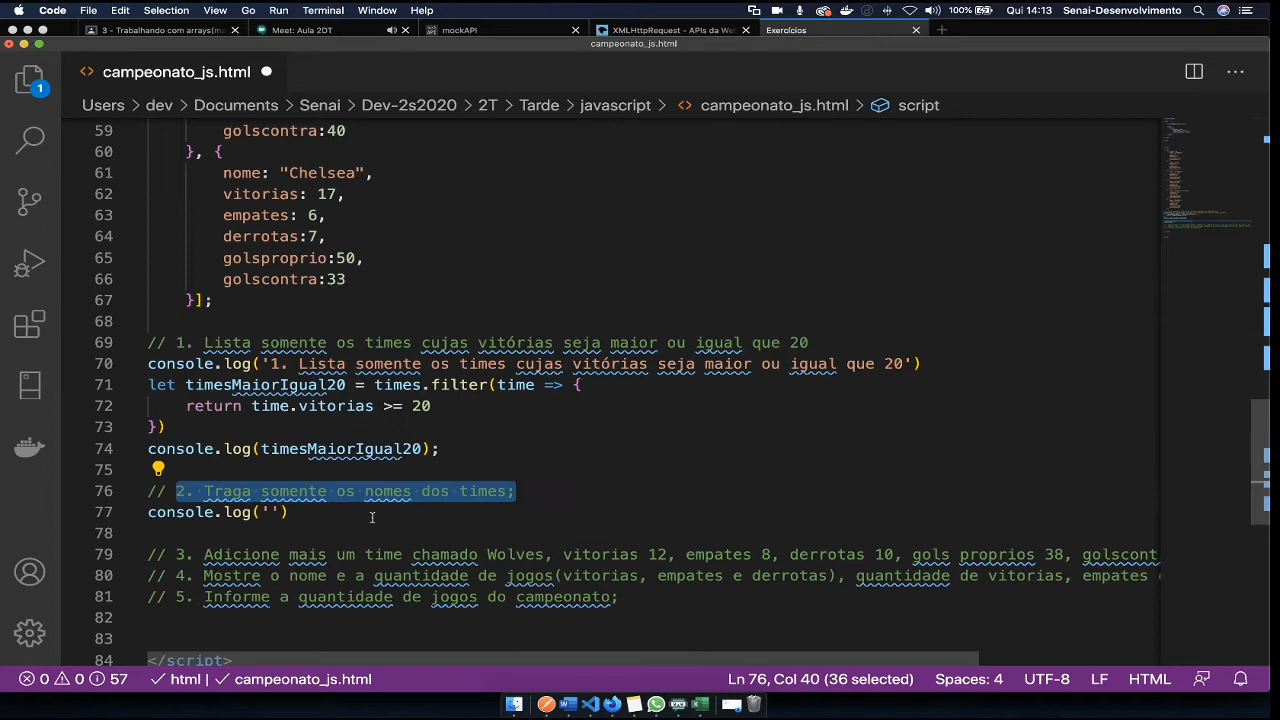 Code File Edit Selection View Go Run Terminal Window Help 100% Qui 14:13 Senai-Desenvolvimento
3 - Trabalhando com arrays(ma Meet: Aula 2DT mockAPI XMLHttpRequest - APIs da Web Exercícios
campeonato_js.html
campeonato_js.html
Users > dev > Documents > Senai > Dev-2s2020 > 2T > Tarde > javascript > campeonato_js.html > script
1
59 golscontra:40
60 }, {
61 nome: "Chelsea",
62 vitorias: 17,
63 empates: 6,
64 derrotas:7,
65 golsproprio:50,
66 golscontra:33
67 }];
68
69 // 1. Lista somente os times cujas vitórias seja maior ou igual que 20
70 console.log('1. Lista somente os times cujas vitórias seja maior ou igual que 20')
71 let timesMaiorIgual20 = times.filter(time => {
72 return time.vitorias >= 20
73 })
74 console.log(timesMaiorIgual20);
75
76 // 2. Traga somente os nomes dos times;
77 console.log('')
78
79 // 3. Adicione mais um time chamado Wolves, vitorias 12, empates 8, derrotas 10, gols proprios 38, golscont
80 // 4. Mostre o nome e a quantidade de jogos(vitorias, empates e derrotas), quantidade de vitorias, empates
81 // 5. Informe a quantidade de jogos do campeonato;
82
83
84 </script>
0 0 57 html | campeonato_js.html Ln 76, Col 40 (36 selected) Spaces: 4 UTF-8 LF HTML